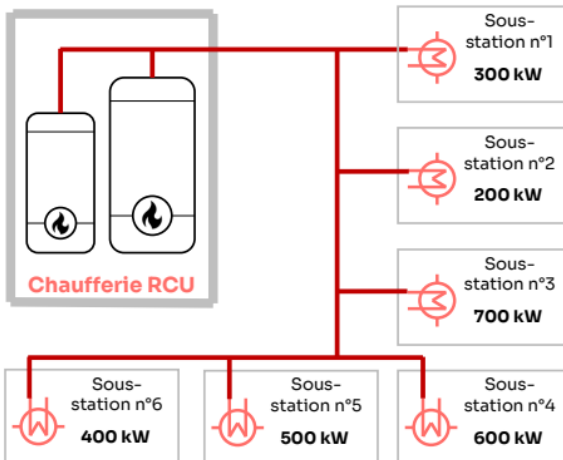 Sous-
station n°1
300 kW
Sous-
station n°2
200 kW
Chaufferie RCU
Sous-
station n°3
700 kW
Sous-
station n°6
400 kW
Sous-
station n°5
500 kW
Sous-
station n°4
600 kW